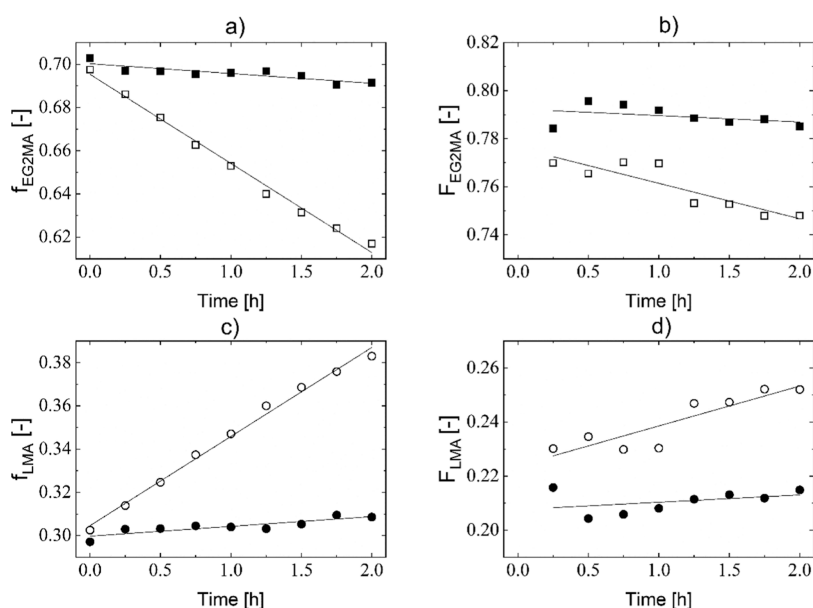 a)
f_EG2MA [-]
0.70
0.68
0.66
0.64
0.62
0.0 0.5 1.0 1.5 2.0
Time [h]
b)
F_EG2MA [-]
0.82
0.80
0.78
0.76
0.74
0.0 0.5 1.0 1.5 2.0
Time [h]
c)
f_LMA [-]
0.38
0.36
0.34
0.32
0.30
0.0 0.5 1.0 1.5 2.0
Time [h]
d)
F_LMA [-]
0.26
0.24
0.22
0.20
0.0 0.5 1.0 1.5 2.0
Time [h]